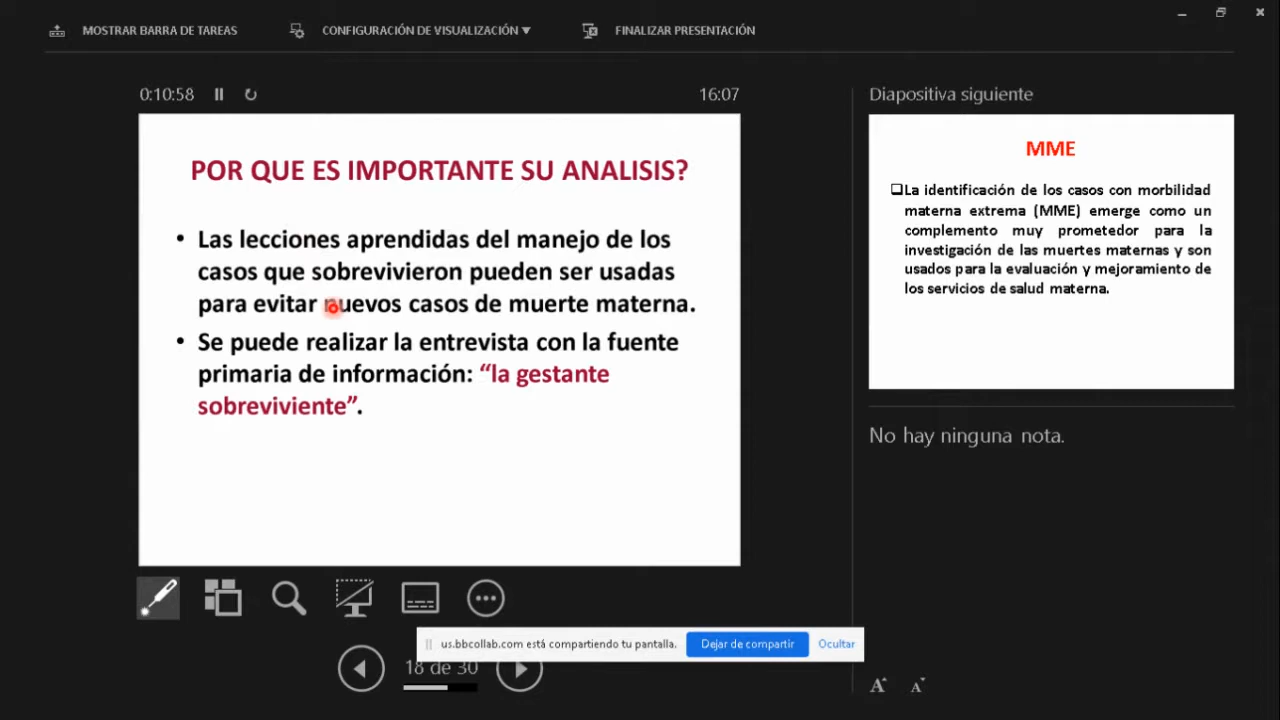 MOSTRAR BARRA DE TAREAS
CONFIGURACIÓN DE VISUALIZACIÓN ▼
FINALIZAR PRESENTACIÓN
0:10:58
16:07
POR QUE ES IMPORTANTE SU ANALISIS?
• Las lecciones aprendidas del manejo de los
casos que sobrevivieron pueden ser usadas
para evitar nuevos casos de muerte materna.
• Se puede realizar la entrevista con la fuente
primaria de información: “la gestante
sobreviviente”.
Diapositiva siguiente
MME
La identificación de los casos con morbilidad
materna extrema (MME) emerge como un
complemento muy prometedor para la
investigación de las muertes maternas y son
usados para la evaluación y mejoramiento de
los servicios de salud materna.
No hay ninguna nota.
us.bbcollab.com está compartiendo tu pantalla.
Dejar de compartir
Ocultar
18 de 30
A A